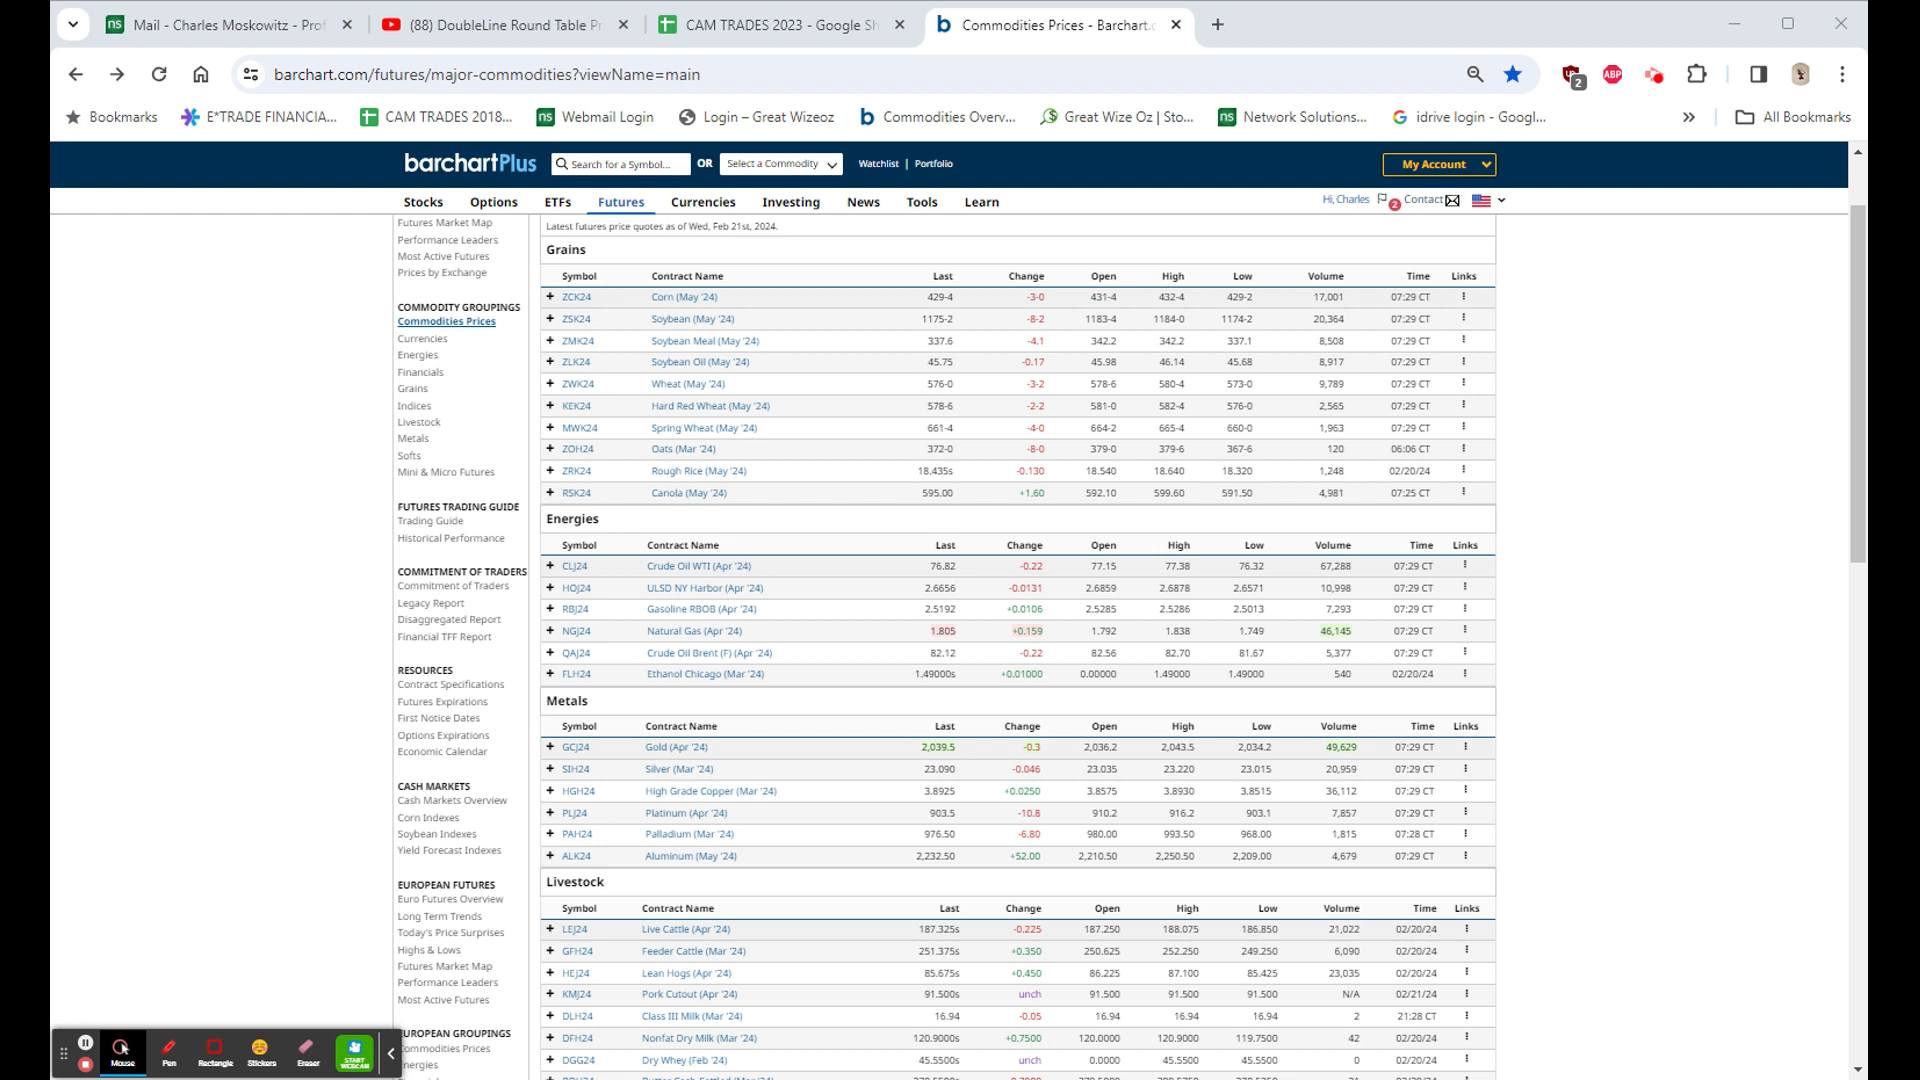 ns Mail - Charles Moskowitz - Prof
(88) DoubleLine Round Table Pr
CAM TRADES 2023 - Google Sh
b Commodities Prices - Barchart.c
barchart.com/futures/major-commodities?viewName=main
2
ABP
Bookmarks
E*TRADE FINANCIA...
CAM TRADES 2018...
ns Webmail Login
Login – Great Wizeoz
b Commodities Overv...
Great Wize Oz | Sto...
ns Network Solutions...
idrive login - Googl...
All Bookmarks
barchartPlus
Search for a Symbol...
OR
Select a Commodity
Watchlist | Portfolio
My Account
Stocks Options ETFs Futures Currencies Investing News Tools Learn
Hi, Charles 2 Contact
Futures Market Map
Performance Leaders
Most Active Futures
Prices by Exchange
COMMODITY GROUPINGS
Commodities Prices
Currencies
Energies
Financials
Grains
Indices
Livestock
Metals
Softs
Mini & Micro Futures
FUTURES TRADING GUIDE
Trading Guide
Historical Performance
COMMITMENT OF TRADERS
Commitment of Traders
Legacy Report
Disaggregated Report
Financial TFF Report
RESOURCES
Contract Specifications
Futures Expirations
First Notice Dates
Options Expirations
Economic Calendar
CASH MARKETS
Cash Markets Overview
Corn Indexes
Soybean Indexes
Yield Forecast Indexes
EUROPEAN FUTURES
Euro Futures Overview
Long Term Trends
Today's Price Surprises
Highs & Lows
Futures Market Map
Performance Leaders
Most Active Futures
EUROPEAN GROUPINGS
Commodities Prices
Energies
Latest futures price quotes as of Wed, Feb 21st, 2024.
Grains
Symbol Contract Name Last Change Open High Low Volume Time Links
ZCK24 Corn (May '24) 429-4 -3-0 431-4 432-4 429-2 17,001 07:29 CT
ZSK24 Soybean (May '24) 1175-2 -8-2 1183-4 1184-0 1174-2 20,364 07:29 CT
ZMK24 Soybean Meal (May '24) 337.6 -4.1 342.2 342.2 337.1 8,508 07:29 CT
ZLK24 Soybean Oil (May '24) 45.75 -0.17 45.98 46.14 45.68 8,917 07:29 CT
ZWK24 Wheat (May '24) 576-0 -3-2 578-6 580-4 573-0 9,789 07:29 CT
KEK24 Hard Red Wheat (May '24) 578-6 -2-2 581-0 582-4 576-0 2,565 07:29 CT
MWK24 Spring Wheat (May '24) 661-4 -4-0 664-2 665-4 660-0 1,963 07:29 CT
ZOH24 Oats (Mar '24) 372-0 -8-0 379-0 379-6 367-6 120 06:06 CT
ZRK24 Rough Rice (May '24) 18.435s -0.130 18.540 18.640 18.320 1,248 02/20/24
RSK24 Canola (May '24) 595.00 +1.60 592.10 599.60 591.50 4,981 07:25 CT
Energies
Symbol Contract Name Last Change Open High Low Volume Time Links
CLJ24 Crude Oil WTI (Apr '24) 76.82 -0.22 77.15 77.38 76.32 67,288 07:29 CT
HOJ24 ULSD NY Harbor (Apr '24) 2.6656 -0.0131 2.6859 2.6878 2.6571 10,998 07:29 CT
RBJ24 Gasoline RBOB (Apr '24) 2.5192 +0.0106 2.5285 2.5286 2.5013 7,293 07:29 CT
NGJ24 Natural Gas (Apr '24) 1.805 +0.159 1.792 1.838 1.749 46,145 07:29 CT
QAJ24 Crude Oil Brent (F) (Apr '24) 82.12 -0.22 82.56 82.70 81.67 5,377 07:29 CT
FLH24 Ethanol Chicago (Mar '24) 1.49000s +0.01000 0.00000 1.49000 1.49000 540 02/20/24
Metals
Symbol Contract Name Last Change Open High Low Volume Time Links
GCJ24 Gold (Apr '24) 2,039.5 -0.3 2,036.2 2,043.5 2,034.2 49,629 07:29 CT
SIH24 Silver (Mar '24) 23.090 -0.046 23.035 23.220 23.015 20,959 07:29 CT
HGH24 High Grade Copper (Mar '24) 3.8925 +0.0250 3.8575 3.8930 3.8515 36,112 07:29 CT
PLJ24 Platinum (Apr '24) 903.5 -10.8 910.2 916.2 903.1 7,857 07:29 CT
PAH24 Palladium (Mar '24) 976.50 -6.80 980.00 993.50 968.00 1,815 07:28 CT
ALK24 Aluminum (May '24) 2,232.50 +52.00 2,210.50 2,250.50 2,209.00 4,679 07:29 CT
Livestock
Symbol Contract Name Last Change Open High Low Volume Time Links
LEJ24 Live Cattle (Apr '24) 187.325s -0.225 187.250 188.075 186.850 21,022 02/20/24
GFH24 Feeder Cattle (Mar '24) 251.375s +0.350 250.625 252.250 249.250 6,090 02/20/24
HEJ24 Lean Hogs (Apr '24) 85.675s +0.450 86.225 87.100 85.425 23,035 02/20/24
KMJ24 Pork Cutout (Apr '24) 91.500s unch 91.500 91.500 91.500 N/A 02/21/24
DLH24 Class III Milk (Mar '24) 16.94 -0.05 16.94 16.94 16.94 2 21:28 CT
DFH24 Nonfat Dry Milk (Mar '24) 120.9000s +0.7500 120.0000 120.9000 119.7500 42 02/20/24
DGG24 Dry Whey (Feb '24) 45.5500s unch 0.0000 45.5500 45.5500 0 02/20/24
Mouse Pen Rectangle Stickers Eraser START WEBCAM